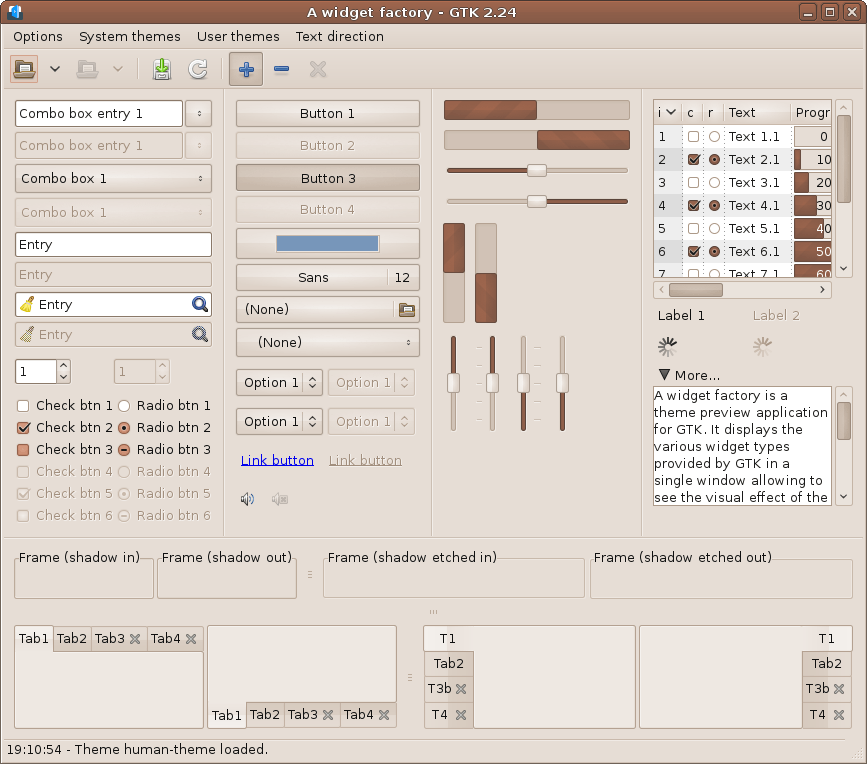 A widget factory - GTK 2.24
Options System themes User themes Text direction
Combo box entry 1
Combo box entry 1
Combo box 1
Combo box 1
Entry
Entry
Entry
Entry
1 1
Check btn 1 Radio btn 1
Check btn 2 Radio btn 2
Check btn 3 Radio btn 3
Check btn 4 Radio btn 4
Check btn 5 Radio btn 5
Check btn 6 Radio btn 6
Button 1
Button 2
Button 3
Button 4
Sans 12
(None)
(None)
Option 1 Option 1
Option 1 Option 1
Link button Link button
i c r Text Progr
1 Text 1.1 0
2 Text 2.1 10
3 Text 3.1 20
4 Text 4.1 30
5 Text 5.1 40
6 Text 6.1 50
7 Text 7.1 60
Label 1 Label 2
More...
A widget factory is a
theme preview application
for GTK. It displays the
various widget types
provided by GTK in a
single window allowing to
see the visual effect of the
Frame (shadow in) Frame (shadow out) Frame (shadow etched in) Frame (shadow etched out)
Tab1 Tab2 Tab3 Tab4
Tab1 Tab2 Tab3 Tab4
T1
Tab2
T3b
T4
T1
Tab2
T3b
T4
19:10:54 - Theme human-theme loaded.